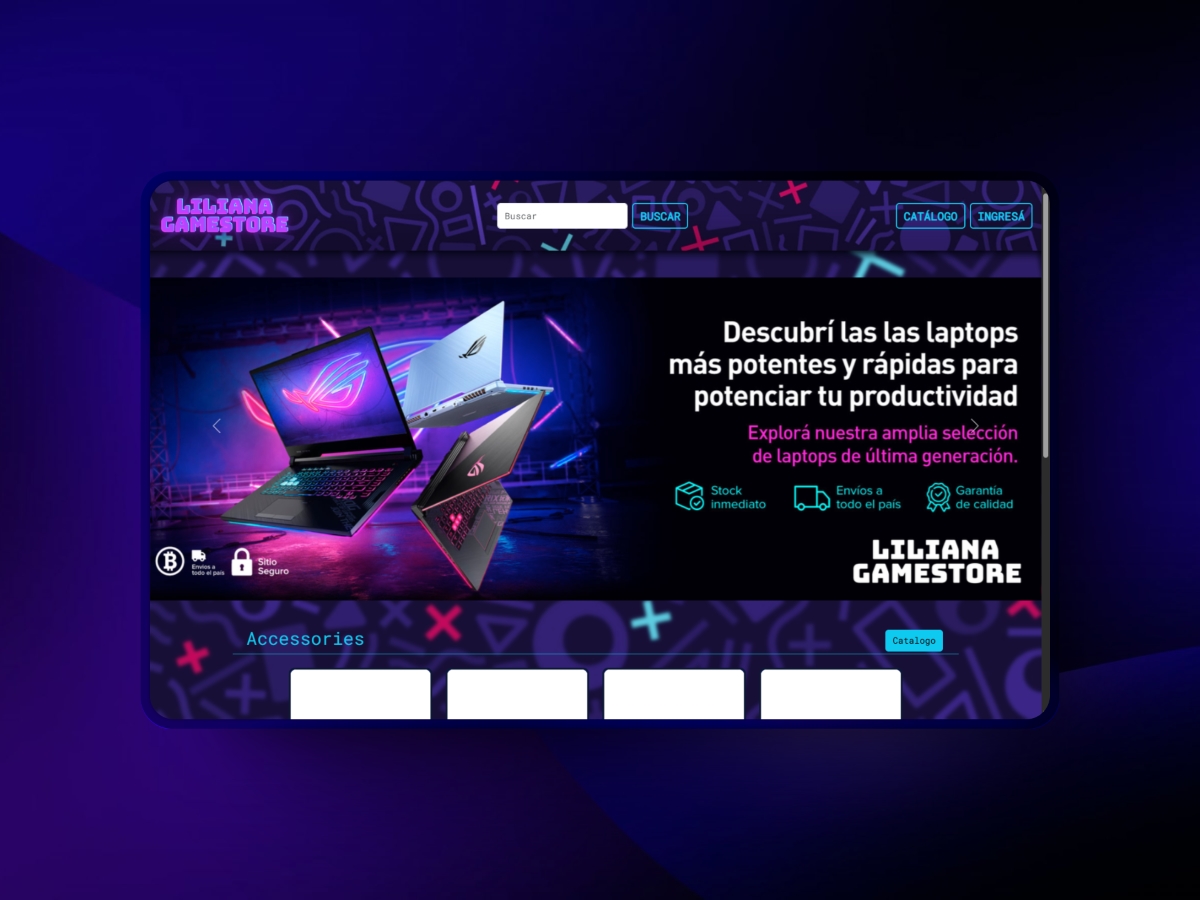 LILIANA
GAMESTORE
Buscar
BUSCAR
CATÁLOGO
INGRESÁ
Descubrí las las laptops
más potentes y rápidas para
potenciar tu productividad
Explorá nuestra amplia selección
de laptops de última generación.
Stock
inmediato
Envíos a
todo el país
Garantía
de calidad
Envios a
todo el país
Sitio
Seguro
LILIANA
GAMESTORE
Accessories
Catalogo